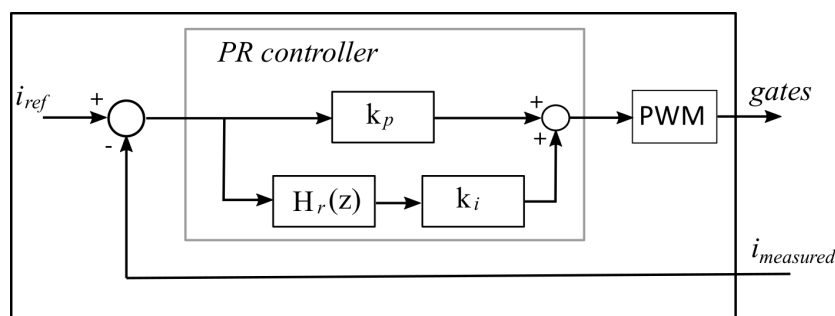 PR controller
i_ref
+
-
k_p
+
+
PWM
gates
H_r(z)
k_i
i_measured